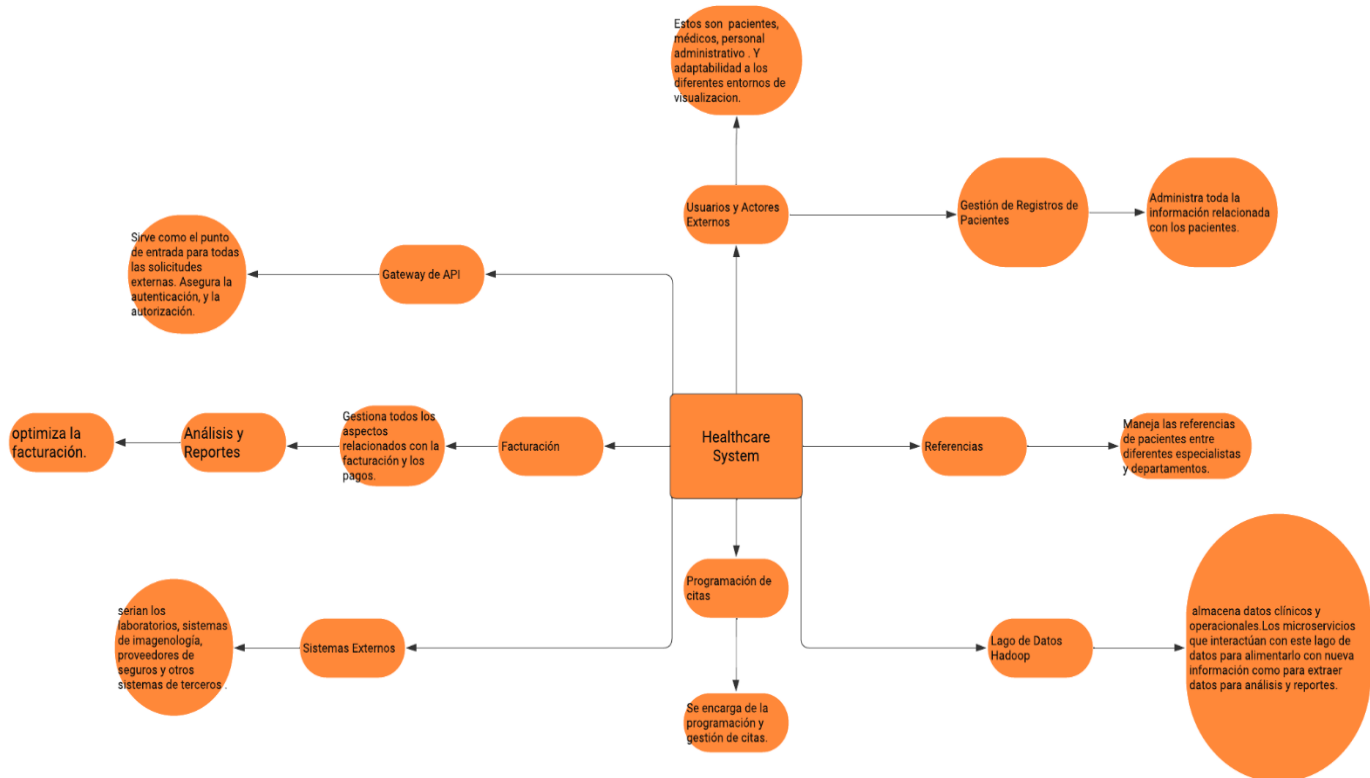 Estos son pacientes,
médicos, personal
administrativo . Y
adaptabilidad a los
diferentes entornos de
visualizacion.
Usuarios y Actores
Externos
Gestión de Registros de
Pacientes
Administra toda la
información relacionada
con los pacientes.
Sirve como el punto
de entrada para todas
las solicitudes
externas. Asegura la
autenticación, y la
autorización.
Gateway de API
optimiza la
facturación.
Análisis y
Reportes
Gestiona todos los
aspectos
relacionados con la
facturación y los
pagos.
Facturación
Healthcare
System
Referencias
Maneja las referencias
de pacientes entre
diferentes especialistas
y departamentos.
Programación de
citas
Se encarga de la
programación y
gestión de citas.
serian los
laboratorios, sistemas
de imagenología,
proveedores de
seguros y otros
sistemas de terceros .
Sistemas Externos
Lago de Datos
Hadoop
almacena datos clínicos y
operacionales.Los microservicios
que interactúan con este lago de
datos para alimentarlo con nueva
información como para extraer
datos para análisis y reportes.